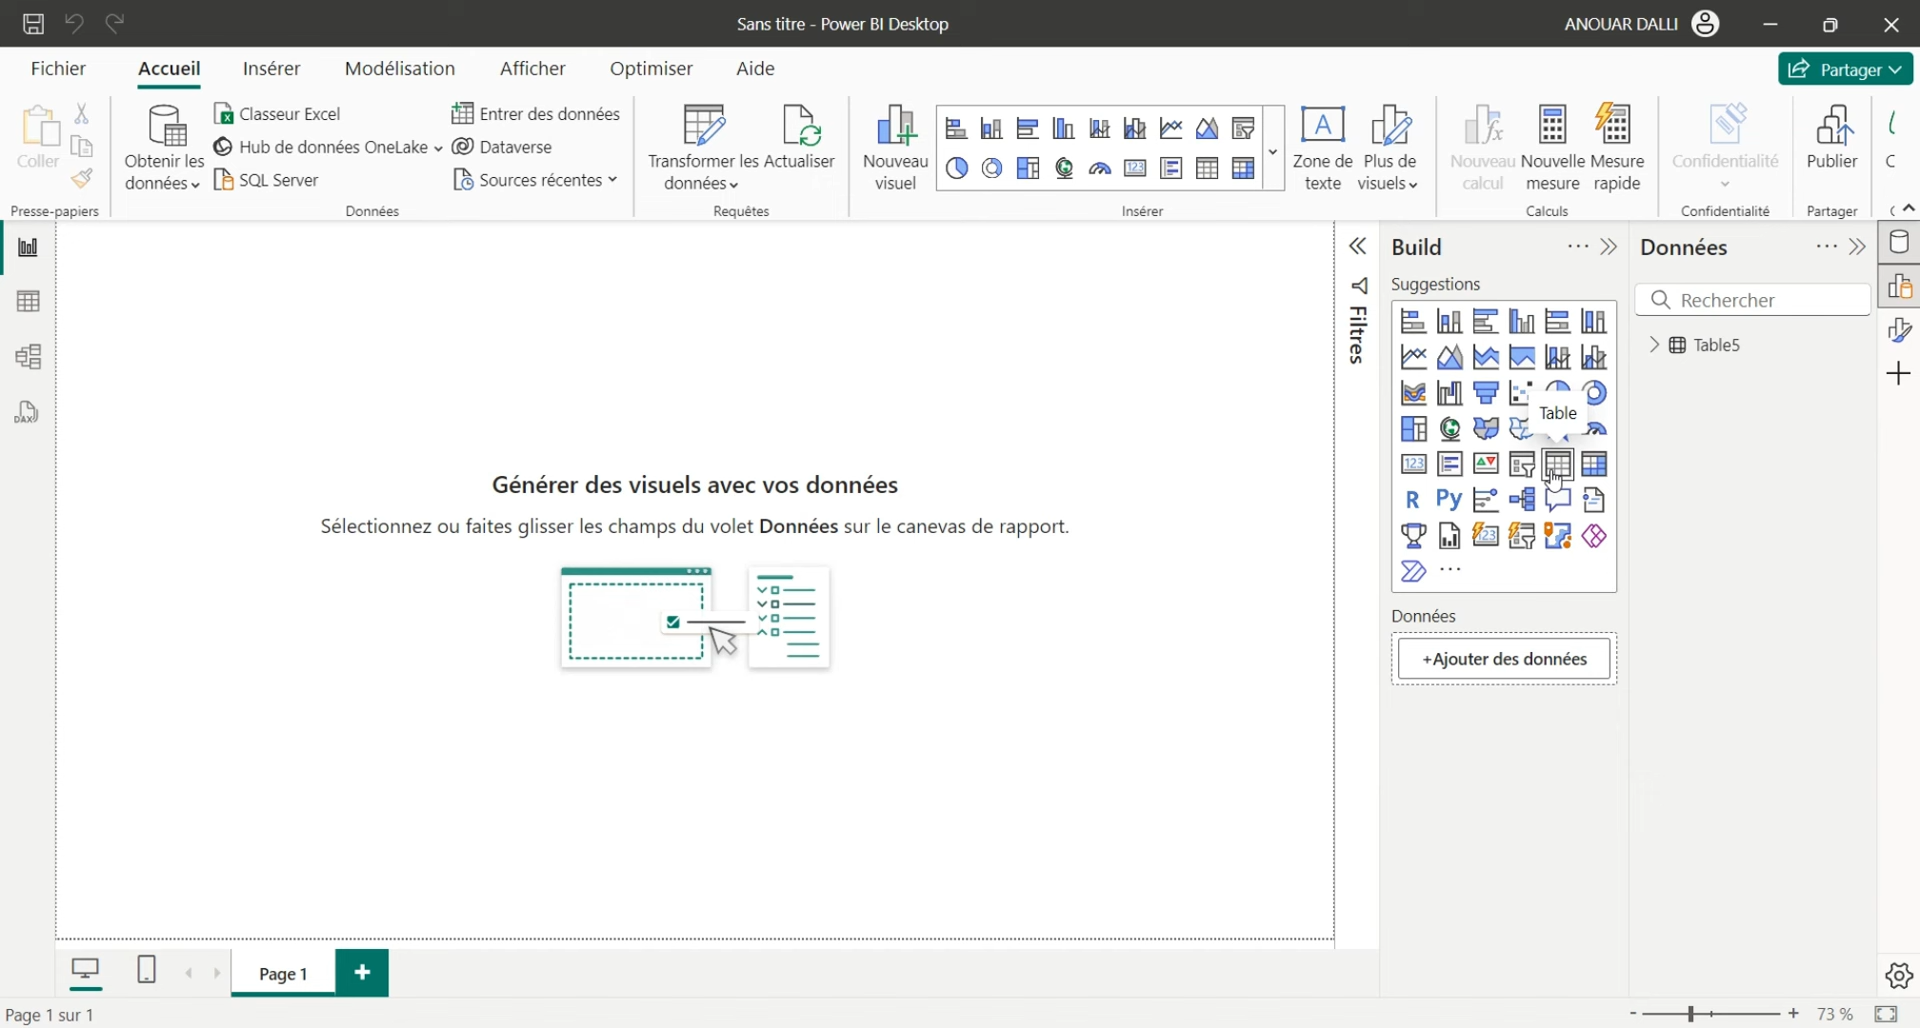 Sans titre - Power BI Desktop
ANOUAR DALLI
Fichier Accueil Insérer Modélisation Afficher Optimiser Aide
Partager
Coller
Presse-papiers
Obtenir les données
Classeur Excel
Hub de données OneLake
SQL Server
Entrer des données
Dataverse
Sources récentes
Données
Transformer les données
Actualiser
Requêtes
Nouveau visuel
123
A
Zone de texte
Plus de visuels
Insérer
Nouveau calcul
Nouvelle mesure
Mesure rapide
Calculs
Confidentialité
Confidentialité
Publier
Partager
DAX
Générer des visuels avec vos données
Sélectionnez ou faites glisser les champs du volet Données sur le canevas de rapport.
Filtres
Build
Suggestions
Table
123
R Py
123
Données
+Ajouter des données
Données
Rechercher
Table5
Page 1
Page 1 sur 1
73 %